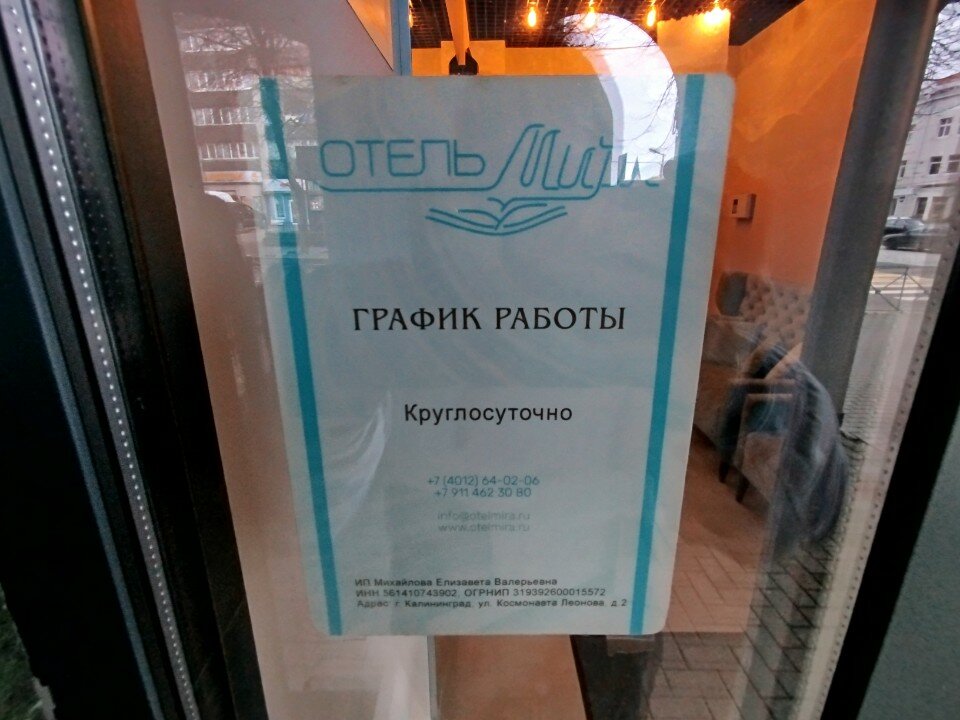 ОТЕЛЬ Мира
ГРАФИК РАБОТЫ
Круглосуточно
+7 (4012) 64-02-06
+7 911 462 30 80
info@otelmira.ru
www.otelmira.ru
ИП Михайлова Елизавета Валерьевна
ИНН 561410743902, ОГРНИП 319392600015572
Адрес: г. Калининград, ул. Космонавта Леонова, д.2